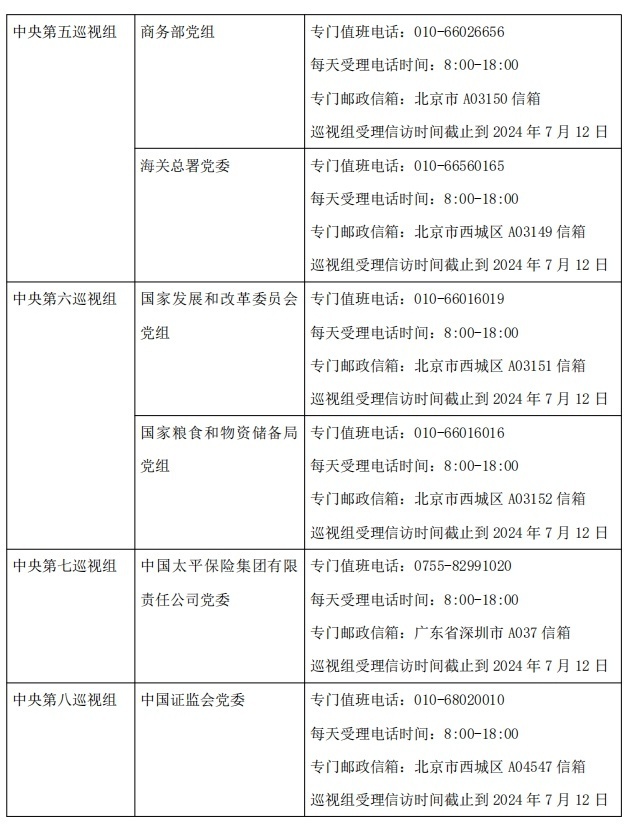 中央第五巡视组
商务部党组
专门值班电话：010-66026656
每天受理电话时间：8:00-18:00
专门邮政信箱：北京市 A03150 信箱
巡视组受理信访时间截止到 2024 年 7 月 12 日
海关总署党委
专门值班电话：010-66560165
每天受理电话时间：8:00-18:00
专门邮政信箱：北京市西城区 A03149 信箱
巡视组受理信访时间截止到 2024 年 7 月 12 日
中央第六巡视组
国家发展和改革委员会
党组
专门值班电话：010-66016019
每天受理电话时间：8:00-18:00
专门邮政信箱：北京市西城区 A03151 信箱
巡视组受理信访时间截止到 2024 年 7 月 12 日
国家粮食和物资储备局
党组
专门值班电话：010-66016016
每天受理电话时间：8:00-18:00
专门邮政信箱：北京市西城区 A03152 信箱
巡视组受理信访时间截止到 2024 年 7 月 12 日
中央第七巡视组
中国太平保险集团有限
责任公司党委
专门值班电话：0755-82991020
每天受理电话时间：8:00-18:00
专门邮政信箱：广东省深圳市 A037 信箱
巡视组受理信访时间截止到 2024 年 7 月 12 日
中央第八巡视组
中国证监会党委
专门值班电话：010-68020010
每天受理电话时间：8:00-18:00
专门邮政信箱：北京市西城区 A04547 信箱
巡视组受理信访时间截止到 2024 年 7 月 12 日